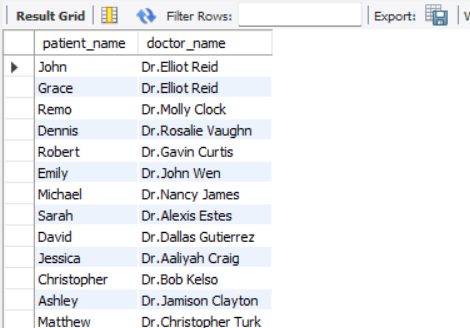 Result Grid Filter Rows: Export:
patient_name doctor_name
John Dr.Elliot Reid
Grace Dr.Elliot Reid
Remo Dr.Molly Clock
Dennis Dr.Rosalie Vaughn
Robert Dr.Gavin Curtis
Emily Dr.John Wen
Michael Dr.Nancy James
Sarah Dr.Alexis Estes
David Dr.Dallas Gutierrez
Jessica Dr.Aaliyah Craig
Christopher Dr.Bob Kelso
Ashley Dr.Jamison Clayton
Matthew Dr.Christopher Turk